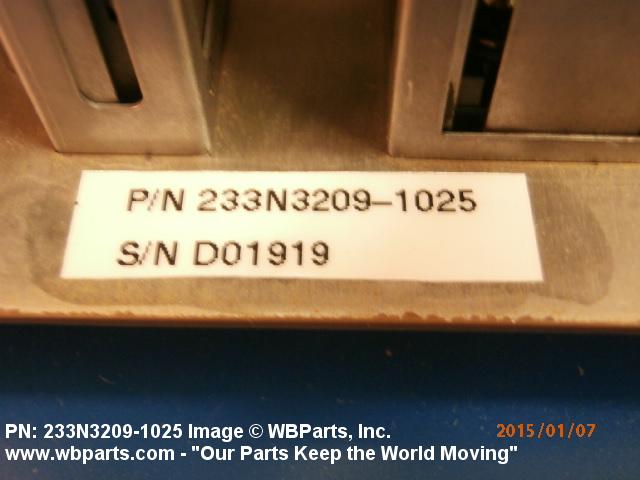 P/N 233N3209-1025
S/N D01919
PN: 233N3209-1025 Image © WBParts, Inc.
2015/01/07
www.wbparts.com - "Our Parts Keep the World Moving"